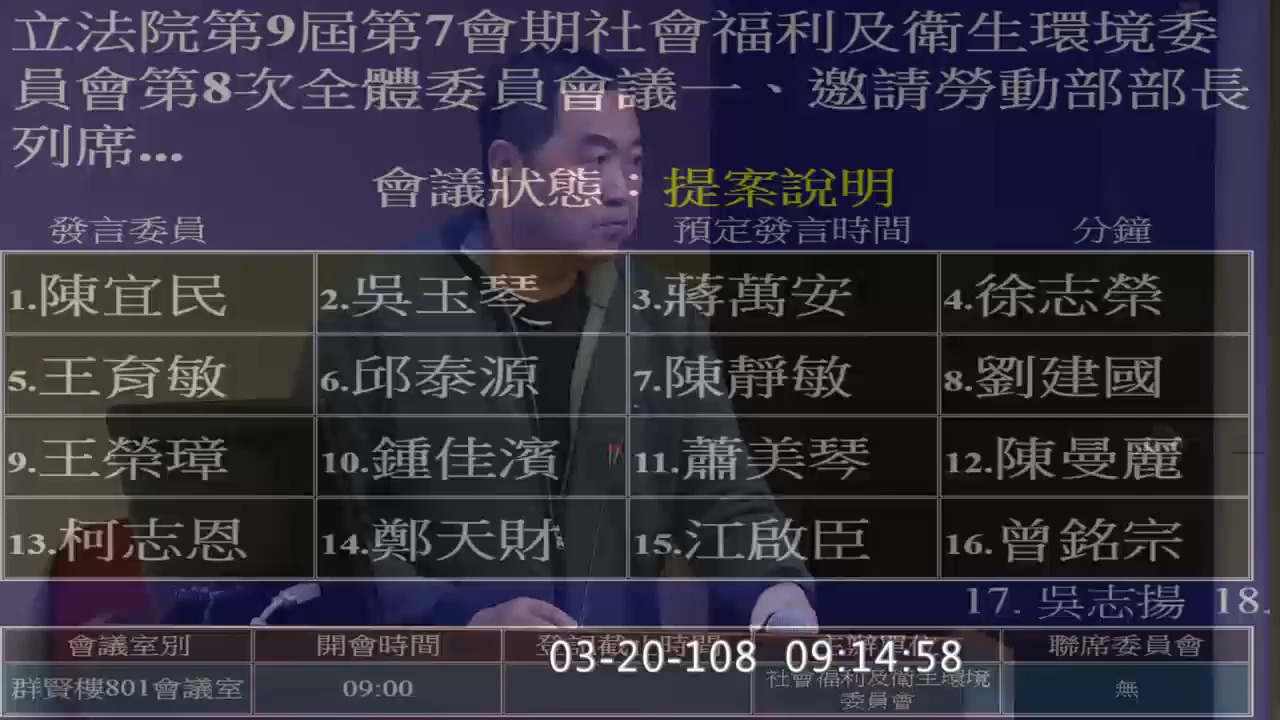 立法院第9屆第7會期社會福利及衛生環境委
員會第8次全體委員會議一、邀請勞動部部長
列席...
會議狀態：提案說明
發言委員 預定發言時間 分鐘
1.陳宜民 2.吳玉琴 3.蔣萬安 4.徐志榮
5.王育敏 6.邱泰源 7.陳靜敏 8.劉建國
9.王榮璋 10.鍾佳濱 11.蕭美琴 12.陳曼麗
13.柯志恩 14.鄭天財 15.江啟臣 16.曾銘宗
17. 吳志揚 18.
會議室別 開會時間 登記截止時間 聯席委員會
03-20-108 09:14:58
群賢樓801會議室 09:00 社會福利及衛生環境 無
委員會